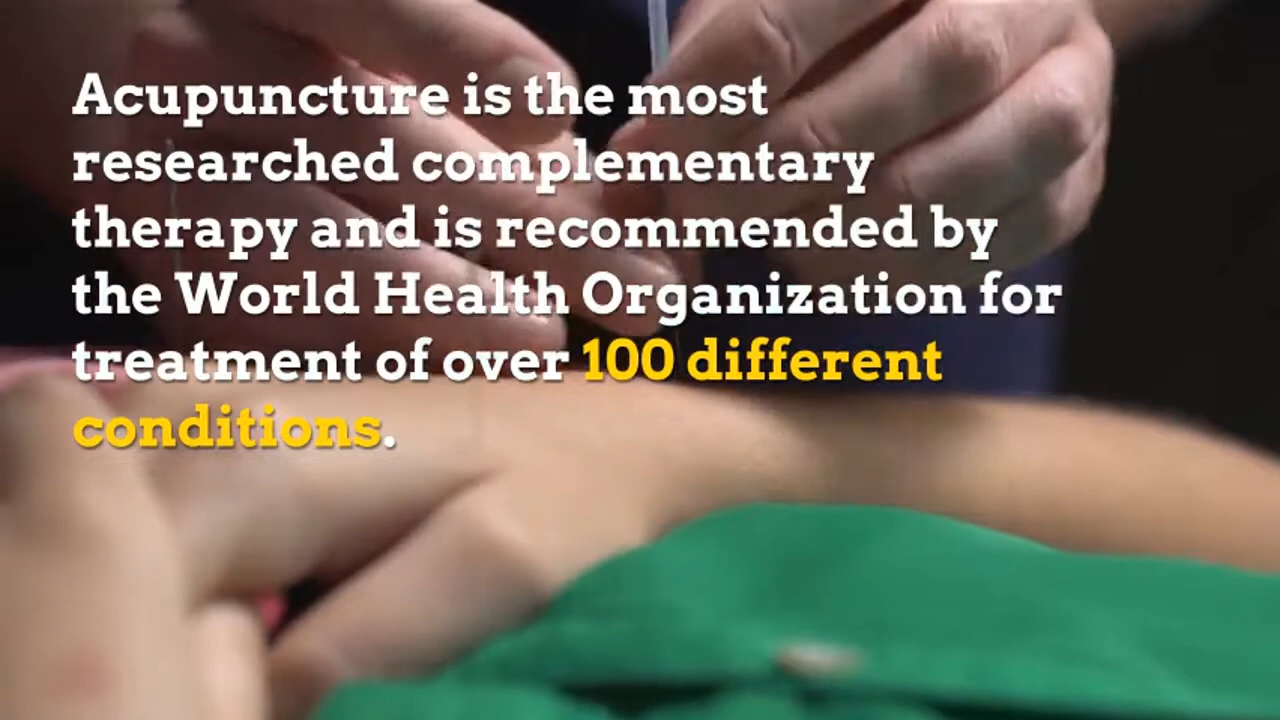 Acupuncture is the most
researched complementary
therapy and is recommended by
the World Health Organization for
treatment of over 100 different
conditions.